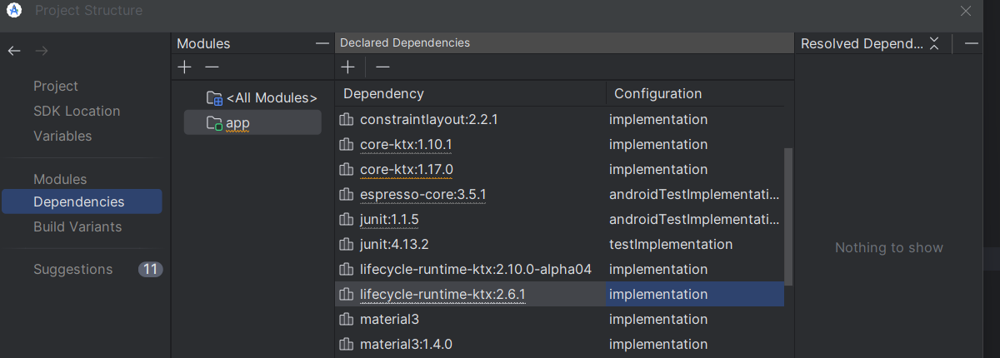 Project Structure
Project
SDK Location
Variables
Modules
Dependencies
Build Variants
Suggestions 11
Modules
<All Modules>
app
Declared Dependencies
Dependency Configuration
constraintlayout:2.2.1 implementation
core-ktx:1.10.1 implementation
core-ktx:1.17.0 implementation
espresso-core:3.5.1 androidTestImplementati...
junit:1.1.5 androidTestImplementati...
junit:4.13.2 testImplementation
lifecycle-runtime-ktx:2.10.0-alpha04 implementation
lifecycle-runtime-ktx:2.6.1 implementation
material3 implementation
material3:1.4.0 implementation
Resolved Depend...
Nothing to show